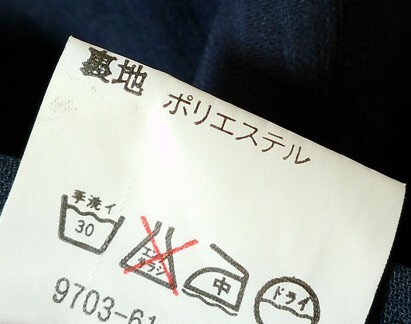 裏地 ポリエステル
手洗イ
30
エンソ
サラシ
中
ドライ
9703-61